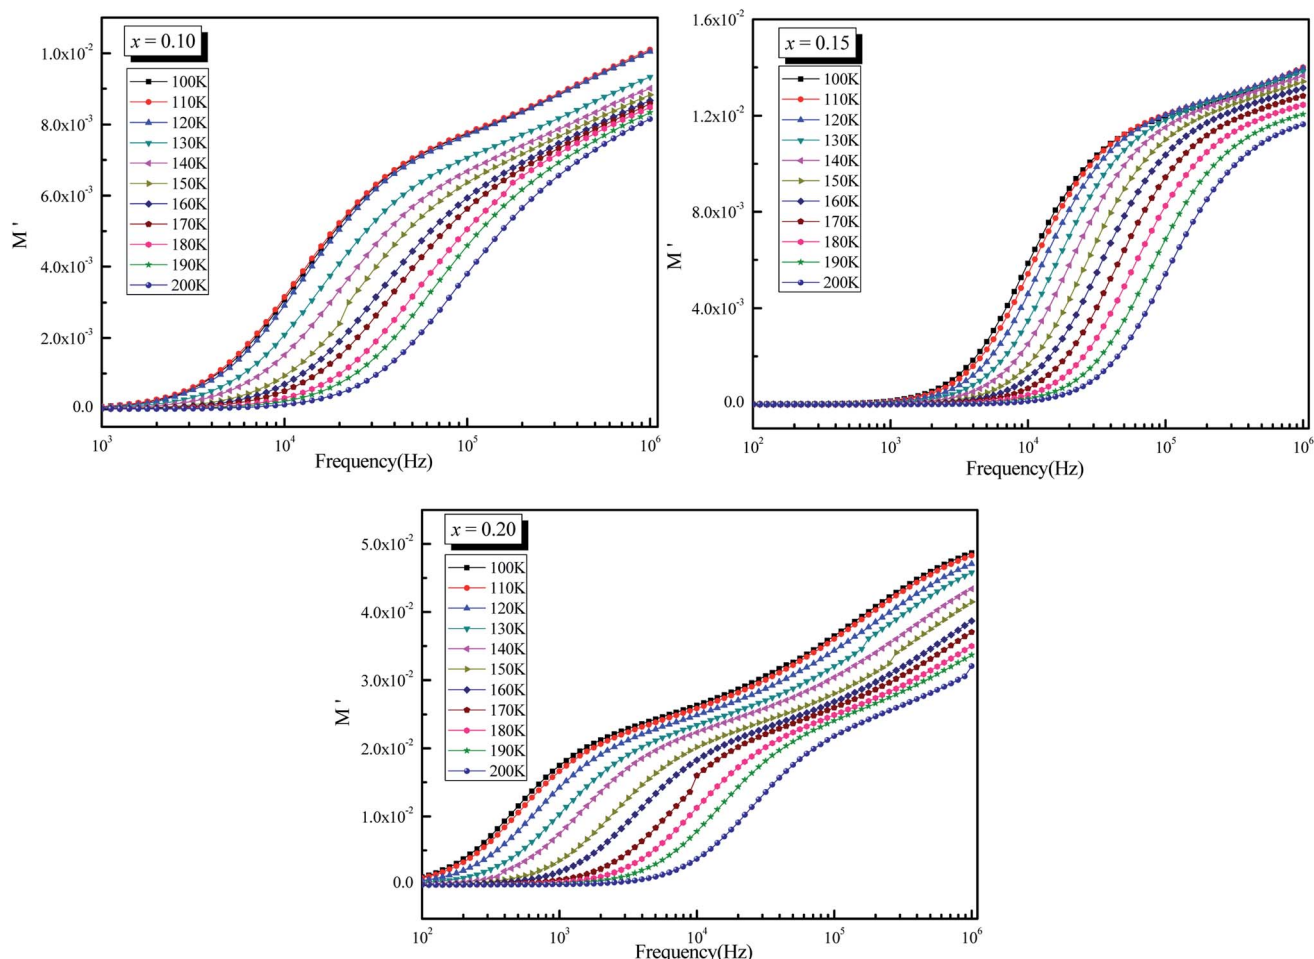 x = 0.10
100K
110K
120K
130K
140K
150K
160K
170K
180K
190K
200K
1.0x10⁻²
8.0x10⁻³
6.0x10⁻³
4.0x10⁻³
2.0x10⁻³
0.0
M '
10³
10⁴
10⁵
10⁶
Frequency(Hz)
x = 0.15
100K
110K
120K
130K
140K
150K
160K
170K
180K
190K
200K
1.6x10⁻²
1.2x10⁻²
8.0x10⁻³
4.0x10⁻³
0.0
M '
10²
10³
10⁴
10⁵
10⁶
Frequency(Hz)
x = 0.20
100K
110K
120K
130K
140K
150K
160K
170K
180K
190K
200K
5.0x10⁻²
4.0x10⁻²
3.0x10⁻²
2.0x10⁻²
1.0x10⁻²
0.0
M '
10²
10³
10⁴
10⁵
10⁶
Frequency(Hz)